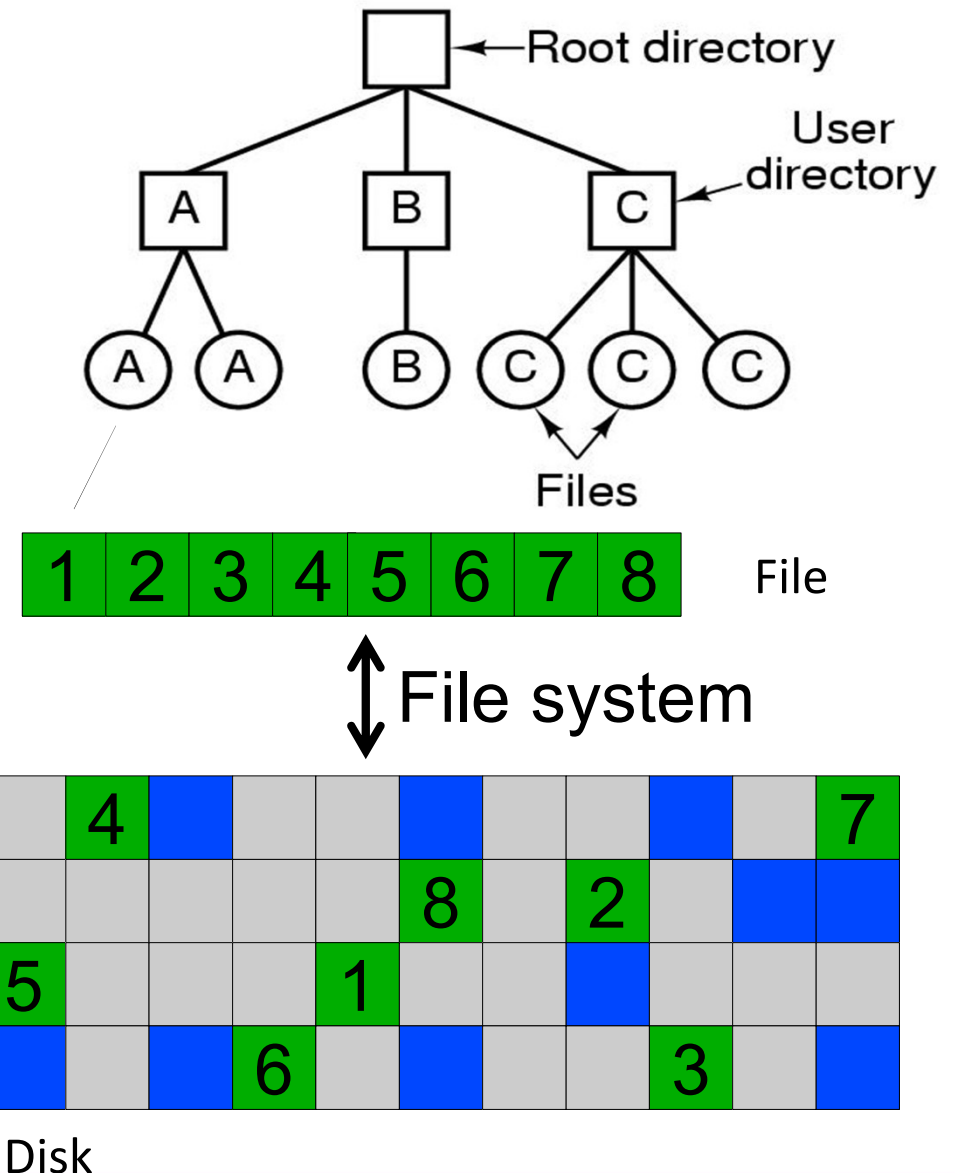 Root directory
User
directory
A B C
A A B C C C
Files
1 2 3 4 5 6 7 8 File
File system
4 7
8 2
5 1
6 3
Disk